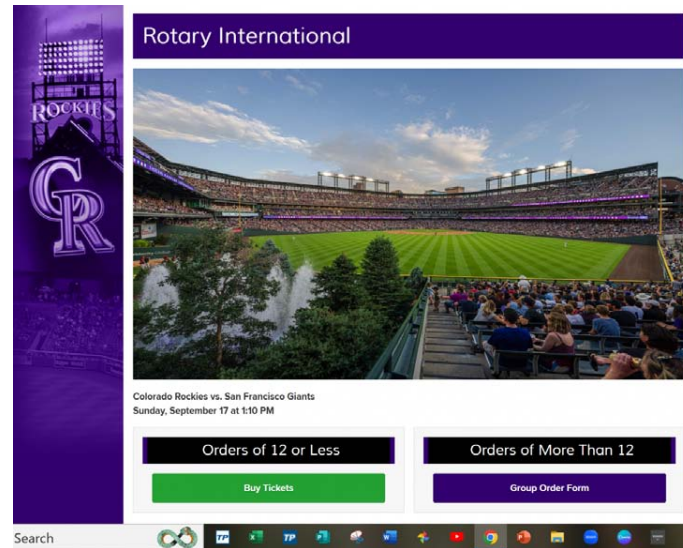 Rotary International
ROCKIES
CR
Colorado Rockies vs. San Francisco Giants
Sunday, September 17 at 1:10 PM
Orders of 12 or Less
Orders of More Than 12
Buy Tickets
Group Order Form
Search